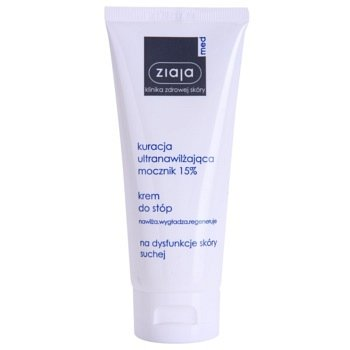 med
ziaja
klinika zdrowej skóry
kuracja
ultranawilżająca
mocznik 15%
krem
do stóp
nawilża,wygładza,regeneruje
na dysfunkcje skóry
suchej